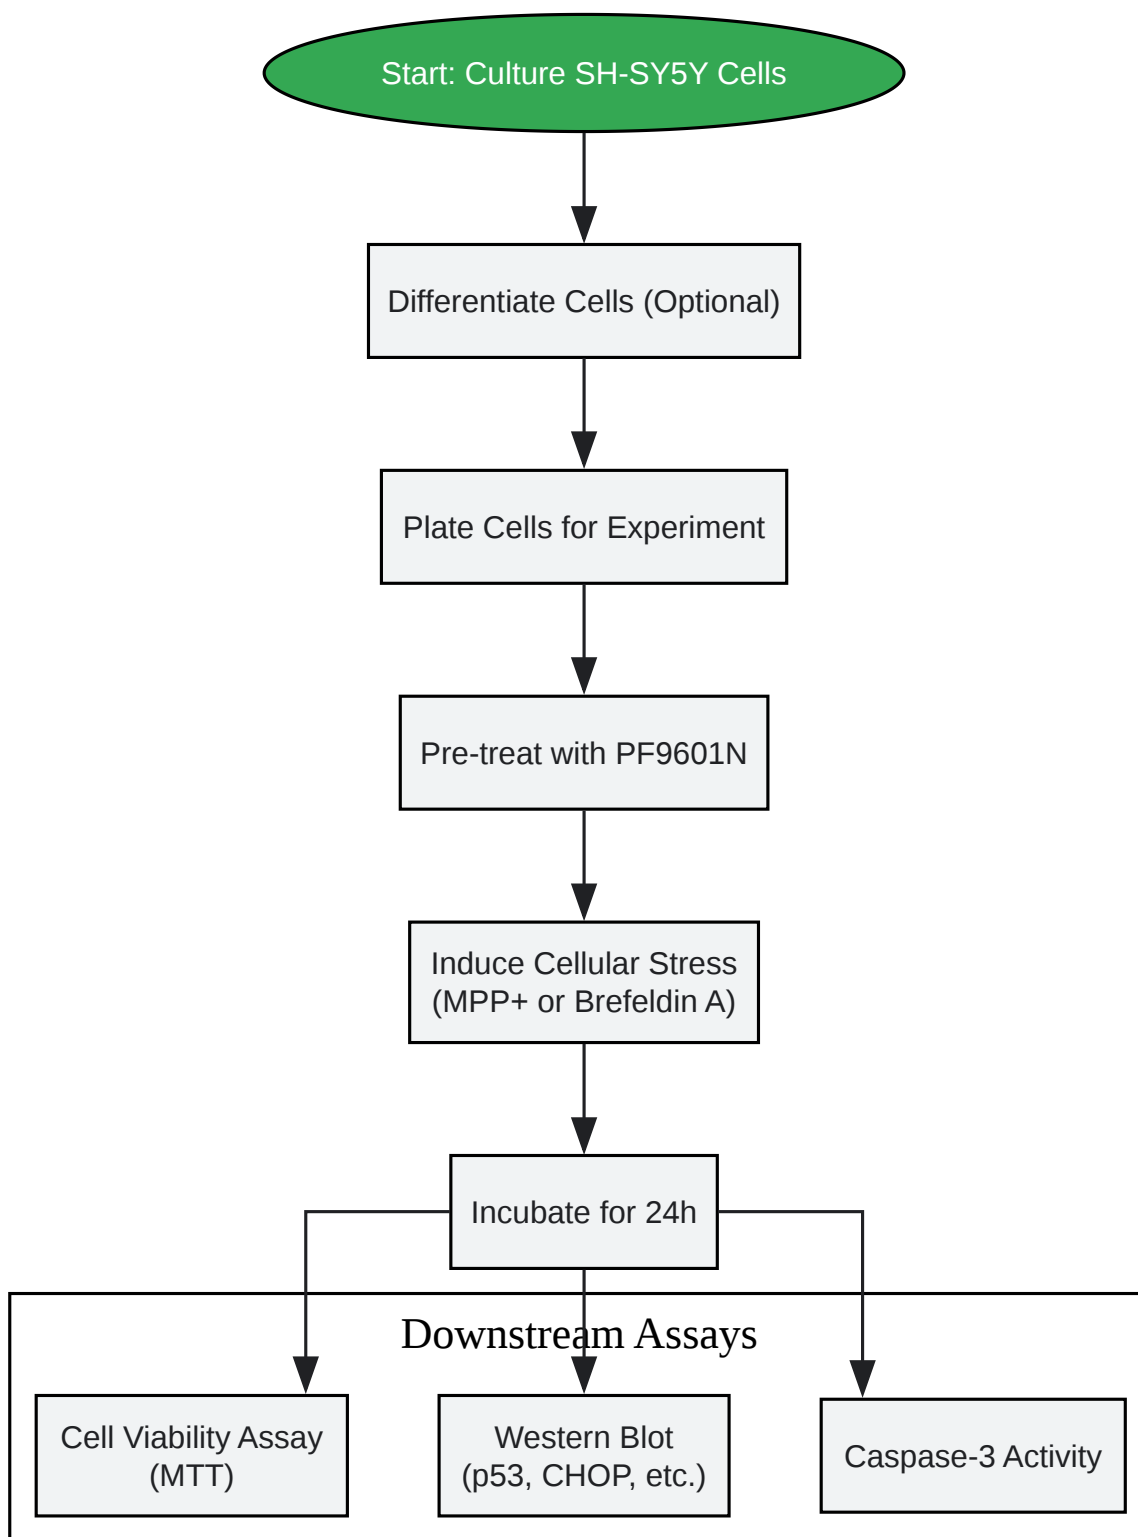 Start: Culture SH-SY5Y Cells
Differentiate Cells (Optional)
Plate Cells for Experiment
Pre-treat with PF9601N
Induce Cellular Stress
(MPP+ or Brefeldin A)
Incubate for 24h
Downstream Assays
Cell Viability Assay
(MTT)
Western Blot
(p53, CHOP, etc.)
Caspase-3 Activity